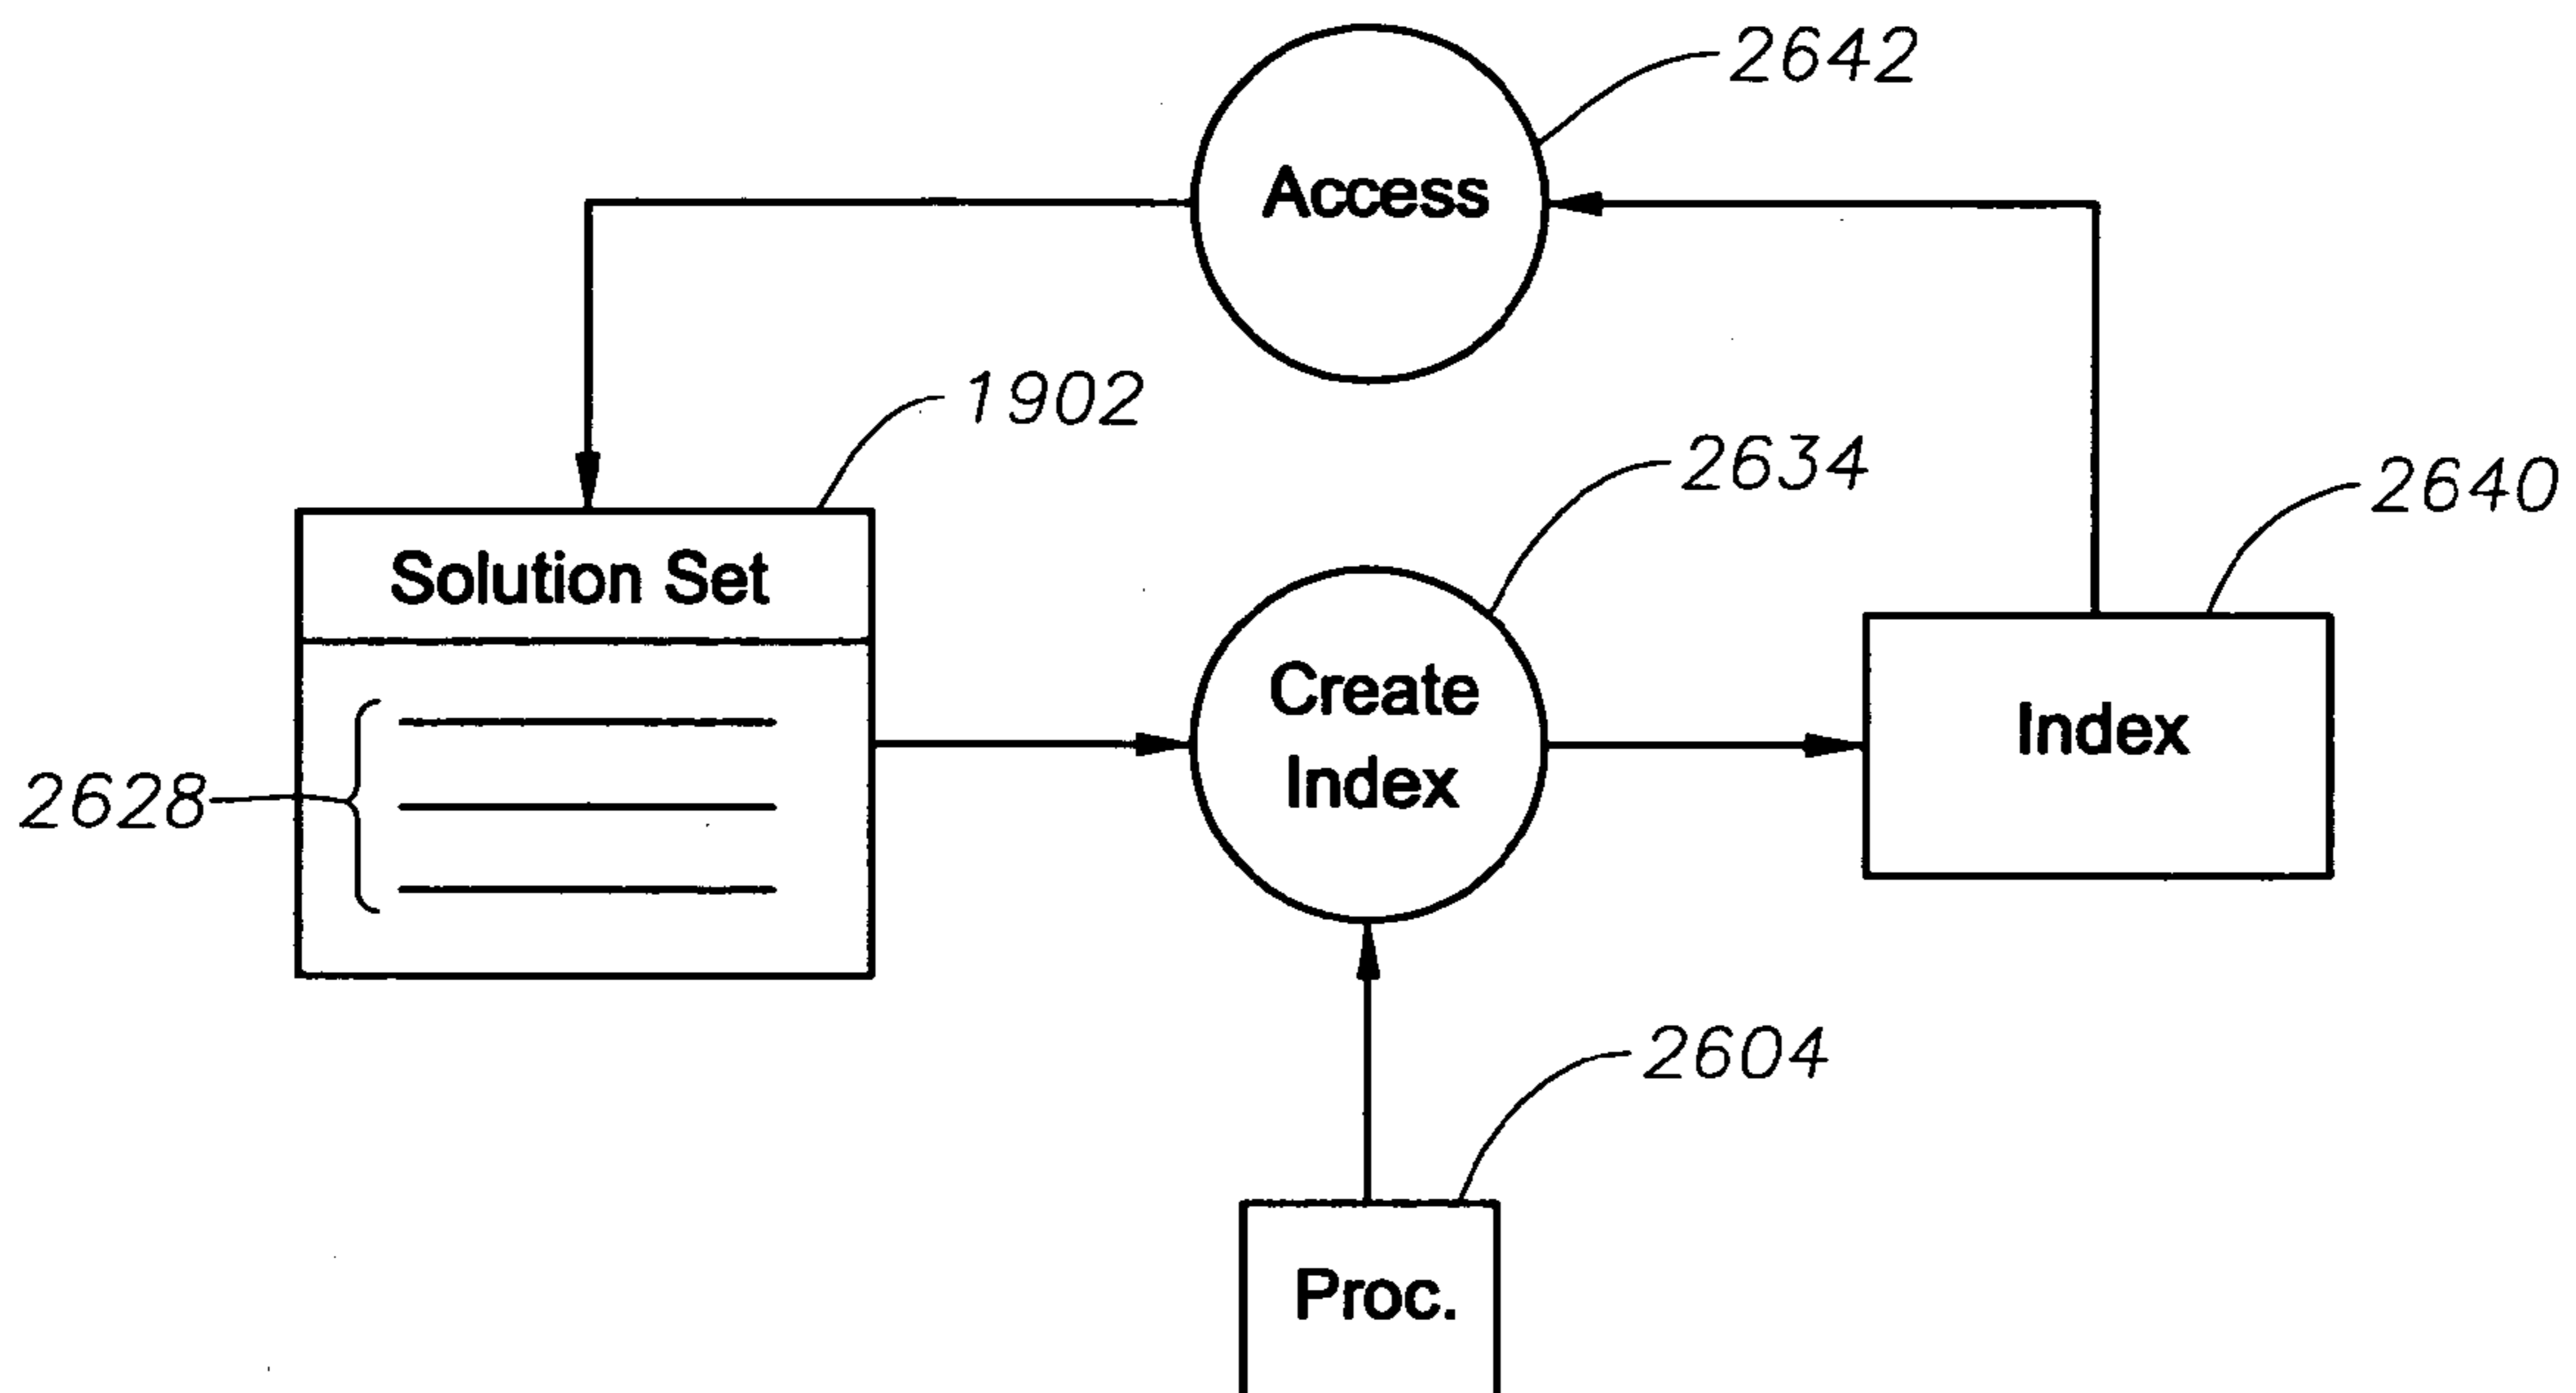 2642
Access
1902
2634
2640
Solution Set
Create
Index
Index
2628
2604
Proc.